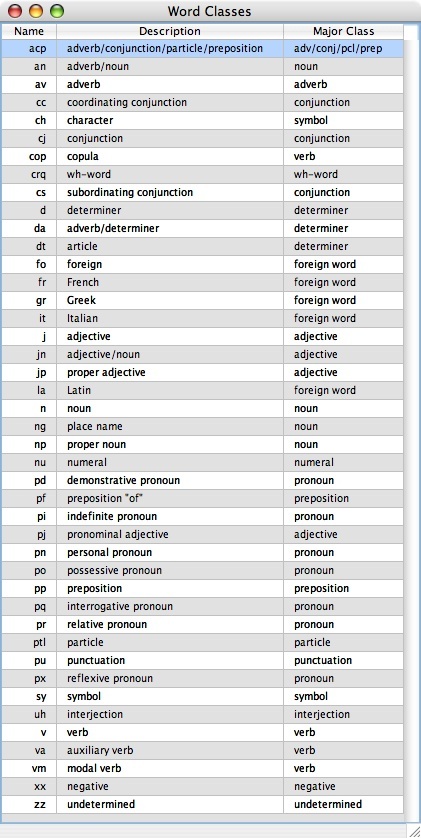 Word Classes
Name Description Major Class
acp adverb/conjunction/particle/preposition adv/conj/pcl/prep
an adverb/noun noun
av adverb adverb
cc coordinating conjunction conjunction
ch character symbol
cj conjunction conjunction
cop copula verb
crq wh-word wh-word
cs subordinating conjunction conjunction
d determiner determiner
da adverb/determiner determiner
dt article determiner
fo foreign foreign word
fr French foreign word
gr Greek foreign word
it Italian foreign word
j adjective adjective
jn adjective/noun adjective
jp proper adjective adjective
la Latin foreign word
n noun noun
ng place name noun
np proper noun noun
nu numeral numeral
pd demonstrative pronoun pronoun
pf preposition "of" preposition
pi indefinite pronoun pronoun
pj pronominal adjective adjective
pn personal pronoun pronoun
po possessive pronoun pronoun
pp preposition preposition
pq interrogative pronoun pronoun
pr relative pronoun pronoun
ptl particle particle
pu punctuation punctuation
px reflexive pronoun pronoun
sy symbol symbol
uh interjection interjection
v verb verb
va auxiliary verb verb
vm modal verb verb
xx negative negative
zz undetermined undetermined